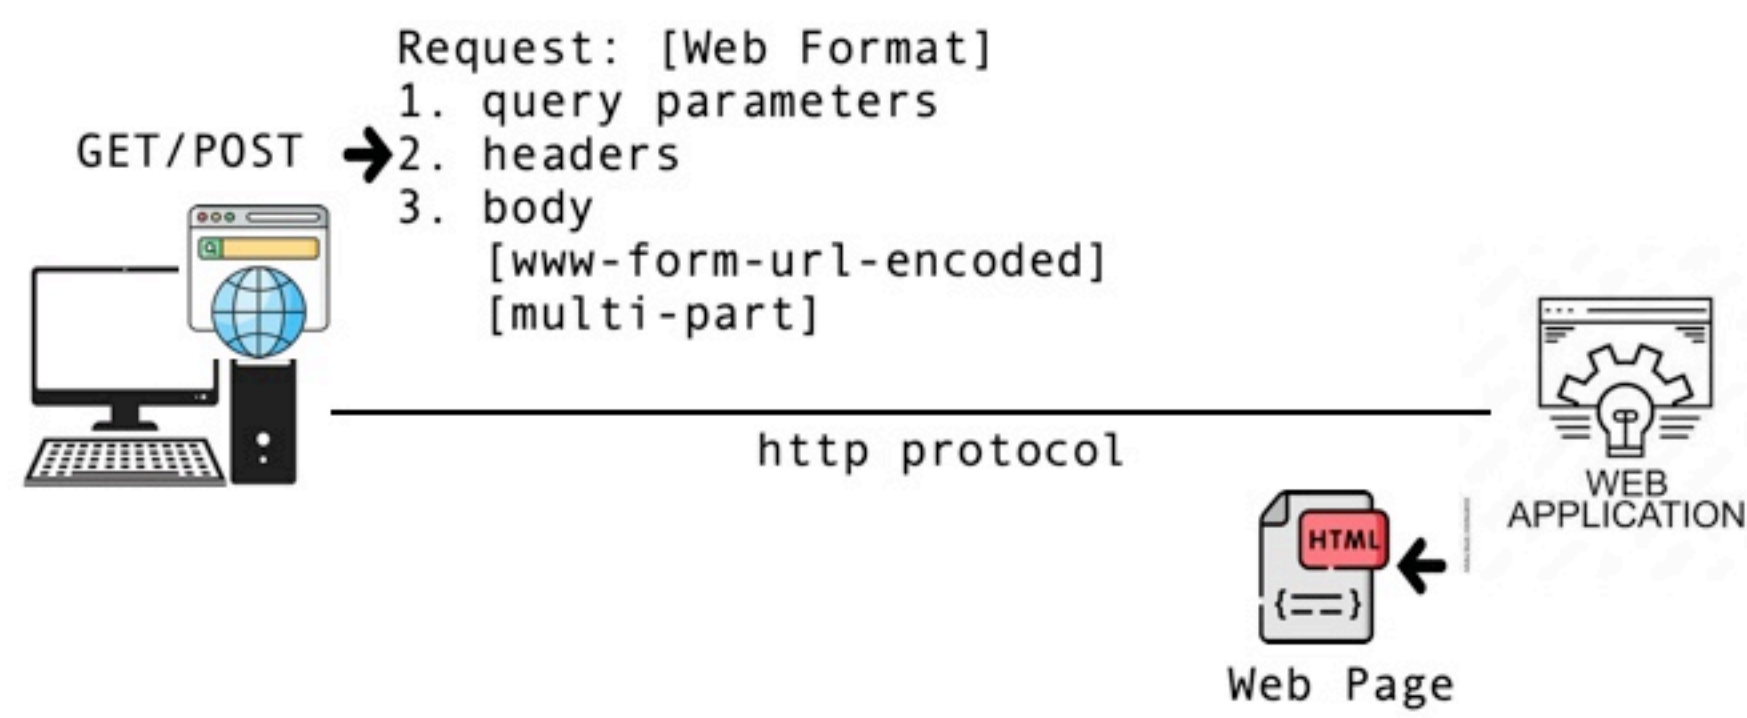 Request: [Web Format]
1. query parameters
GET/POST
2. headers
3. body
[www-form-url-encoded]
[multi-part]
http protocol
WEB
APPLICATION
HTML
{==}
Web Page